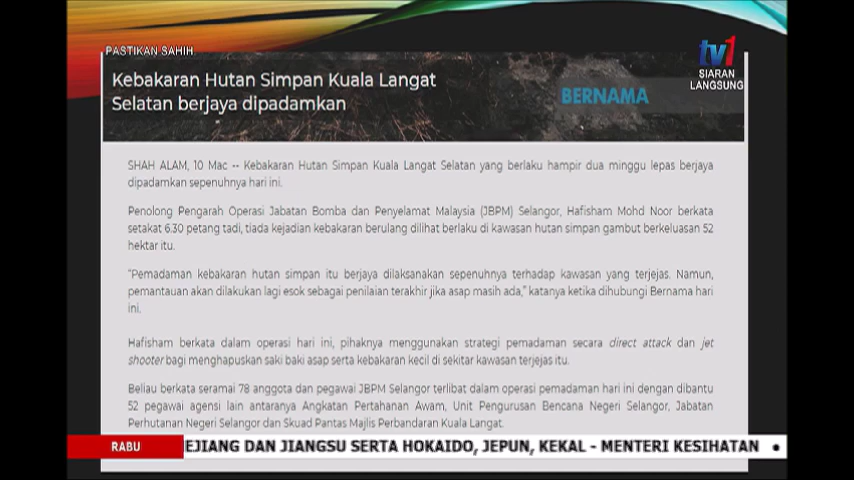 PASTIKAN SAHIH
tv1
SIARAN
LANGSUNG
Kebakaran Hutan Simpan Kuala Langat
Selatan berjaya dipadamkan
BERNAMA
SHAH ALAM, 10 Mac -- Kebakaran Hutan Simpan Kuala Langat Selatan yang berlaku hampir dua minggu lepas berjaya
dipadamkan sepenuhnya hari ini.
Penolong Pengarah Operasi Jabatan Bomba dan Penyelamat Malaysia (JBPM) Selangor, Hafisham Mohd Noor berkata
setakat 6.30 petang tadi, tiada kejadian kebakaran berulang dilihat berlaku di kawasan hutan simpan gambut berkeluasan 52
hektar itu.
“Pemadaman kebakaran hutan simpan itu berjaya dilaksanakan sepenuhnya terhadap kawasan yang terjejas. Namun,
pemantauan akan dilakukan lagi esok sebagai penilaian terakhir jika asap masih ada,” katanya ketika dihubungi Bernama hari
ini.
Hafisham berkata dalam operasi hari ini, pihaknya menggunakan strategi pemadaman secara direct attack dan jet
shooter bagi menghapuskan saki baki asap serta kebakaran kecil di sekitar kawasan terjejas itu.
Beliau berkata seramai 78 anggota dan pegawai JBPM Selangor terlibat dalam operasi pemadaman hari ini dengan dibantu
52 pegawai agensi lain antaranya Angkatan Pertahanan Awam, Unit Pengurusan Bencana Negeri Selangor, Jabatan
Perhutanan Negeri Selangor dan Skuad Pantas Majlis Perbandaran Kuala Langat.
RABU
EJIANG DAN JIANGSU SERTA HOKAIDO, JEPUN, KEKAL - MENTERI KESIHATAN •